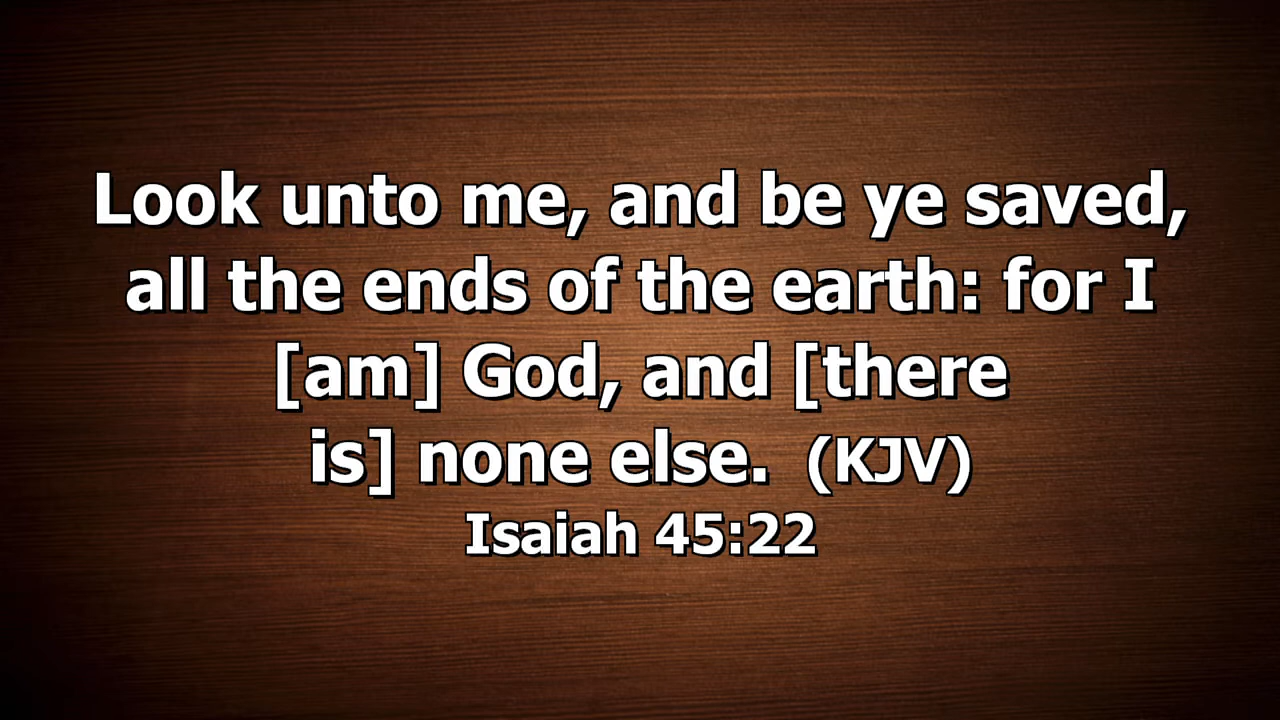 Look unto me, and be ye saved,
all the ends of the earth: for I
[am] God, and [there
is] none else. (KJV)
Isaiah 45:22